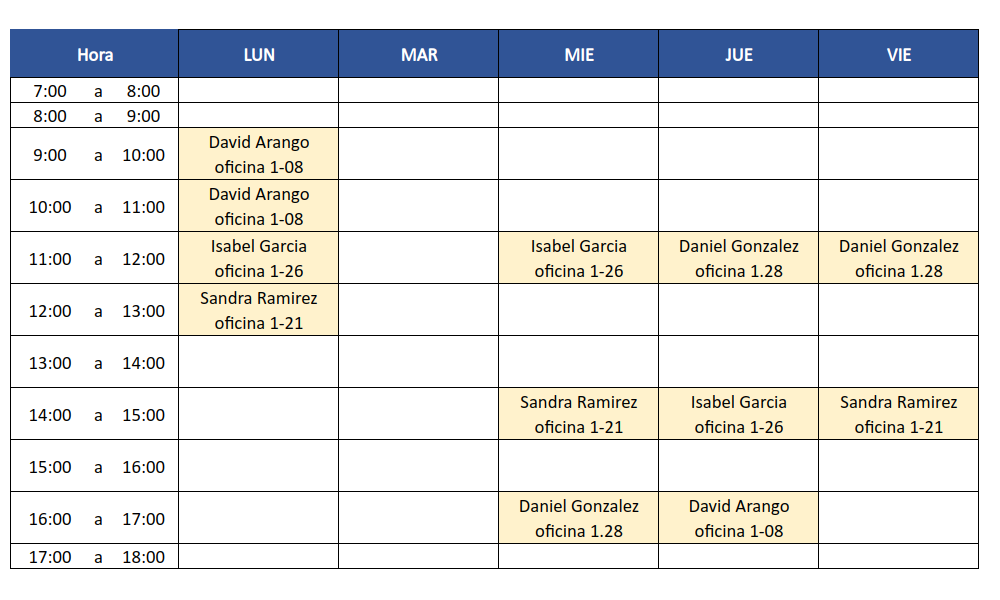 Hora LUN MAR MIE JUE VIE
7:00 a 8:00
8:00 a 9:00
9:00 a 10:00
David Arango
oficina 1-08
10:00 a 11:00
David Arango
oficina 1-08
11:00 a 12:00
Isabel Garcia
oficina 1-26
Isabel Garcia
oficina 1-26
Daniel Gonzalez
oficina 1.28
Daniel Gonzalez
oficina 1.28
12:00 a 13:00
Sandra Ramirez
oficina 1-21
13:00 a 14:00
14:00 a 15:00
Sandra Ramirez
oficina 1-21
Isabel Garcia
oficina 1-26
Sandra Ramirez
oficina 1-21
15:00 a 16:00
16:00 a 17:00
Daniel Gonzalez
oficina 1.28
David Arango
oficina 1-08
17:00 a 18:00